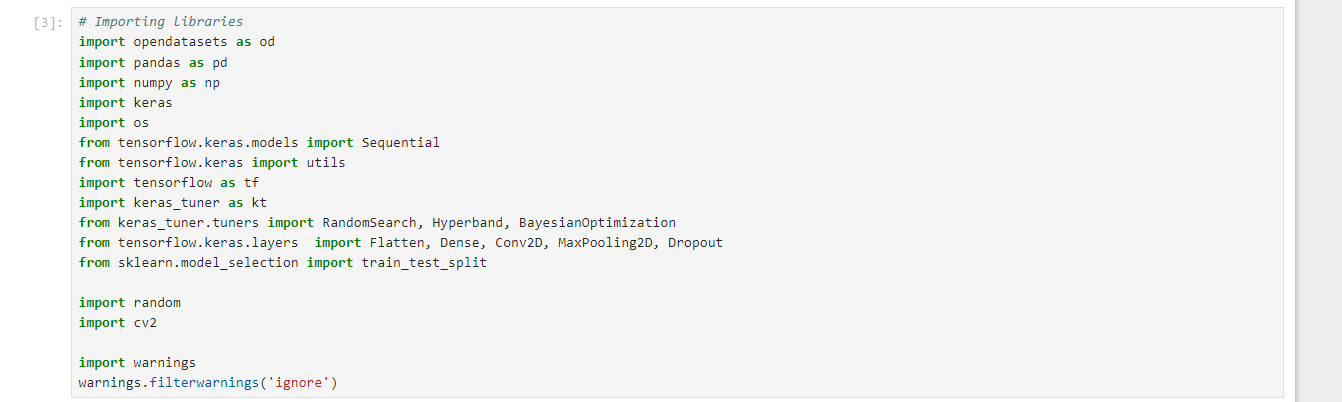 [3]:
# Importing libraries
import opendatasets as od
import pandas as pd
import numpy as np
import keras
import os
from tensorflow.keras.models import Sequential
from tensorflow.keras import utils
import tensorflow as tf
import keras_tuner as kt
from keras_tuner.tuners import RandomSearch, Hyperband, BayesianOptimization
from tensorflow.keras.layers  import Flatten, Dense, Conv2D, MaxPooling2D, Dropout
from sklearn.model_selection import train_test_split
import random
import cv2
import warnings
warnings.filterwarnings('ignore')